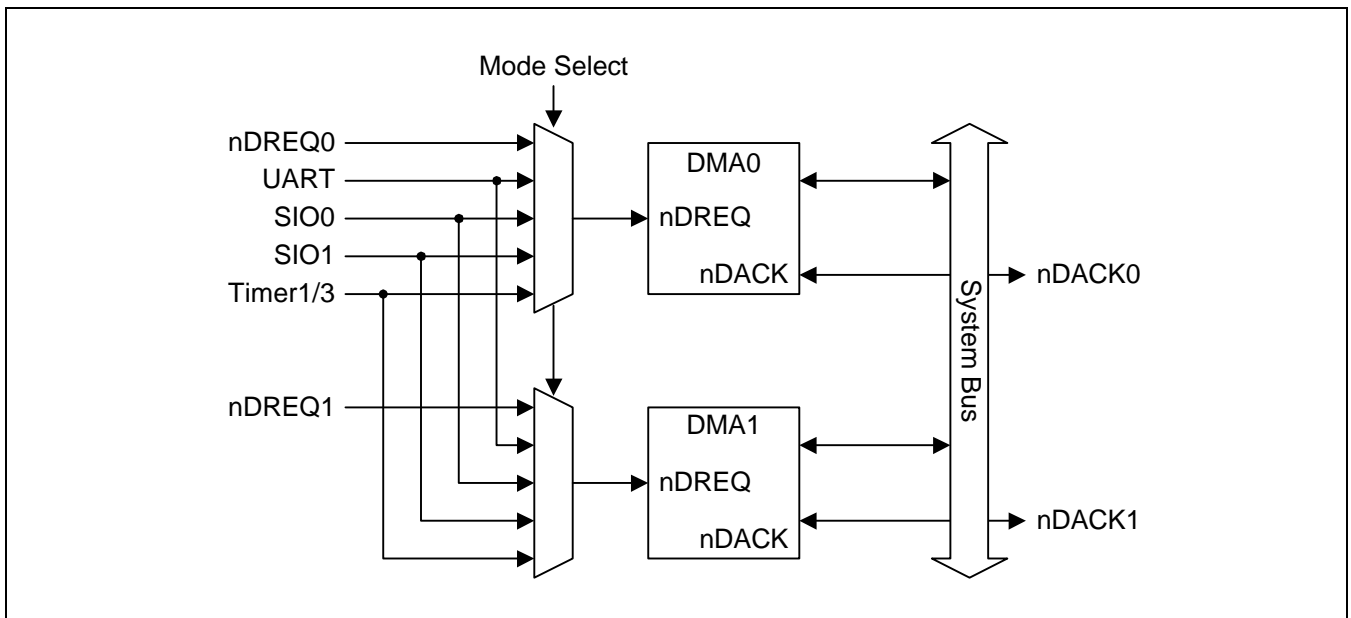 Mode Select
nDREQ0
UART
SIO0
SIO1
Timer1/3
nDREQ1
DMA0
nDREQ
nDACK
DMA1
nDREQ
nDACK
System Bus
nDACK0
nDACK1